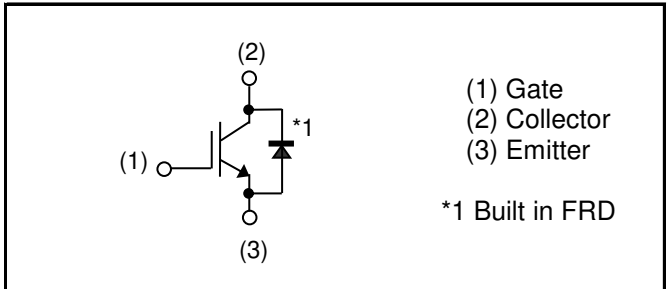 (2)
*1
(1)
(3)
(1) Gate
(2) Collector
(3) Emitter
*1 Built in FRD